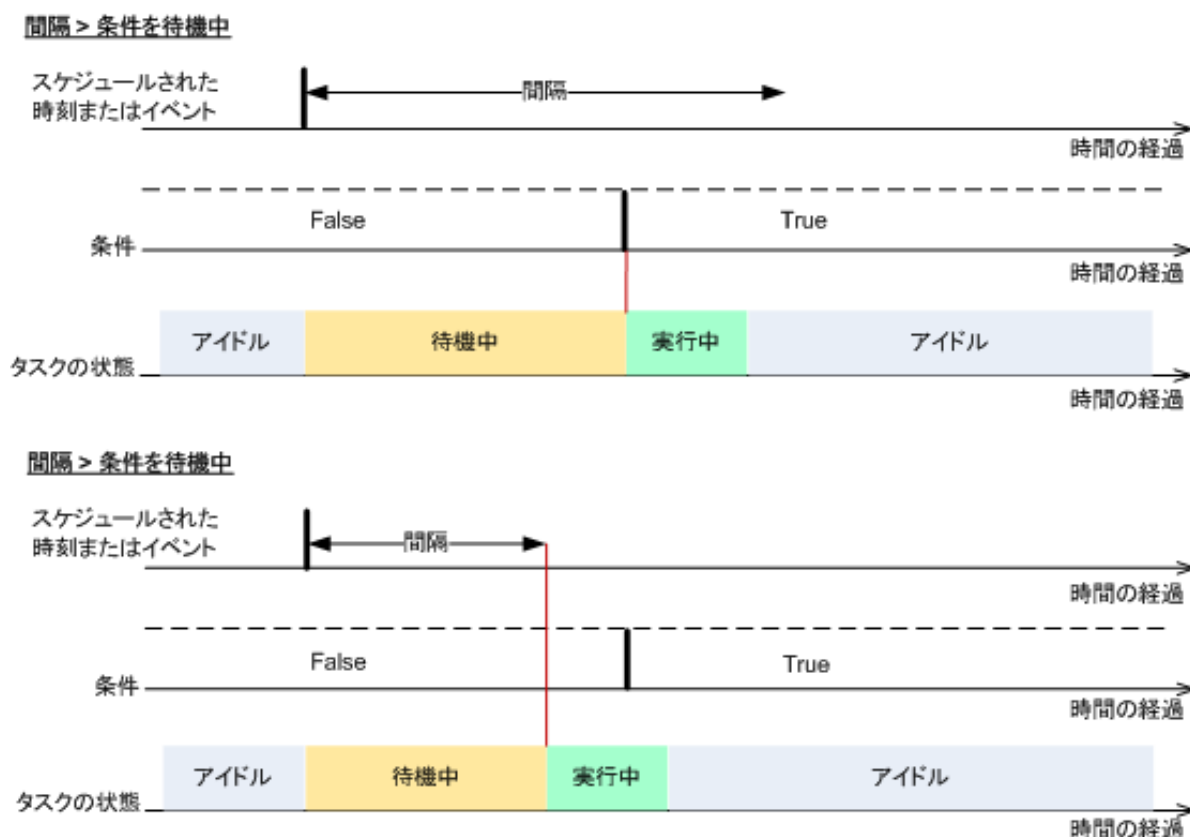 間隔 > 条件を待機中
スケジュールされた
時刻またはイベント
間隔
時間の経過
False
True
条件
時間の経過
アイドル
待機中
実行中
アイドル
タスクの状態
時間の経過
間隔 > 条件を待機中
スケジュールされた
時刻またはイベント
間隔
時間の経過
False
True
条件
時間の経過
アイドル
待機中
実行中
アイドル
タスクの状態
時間の経過